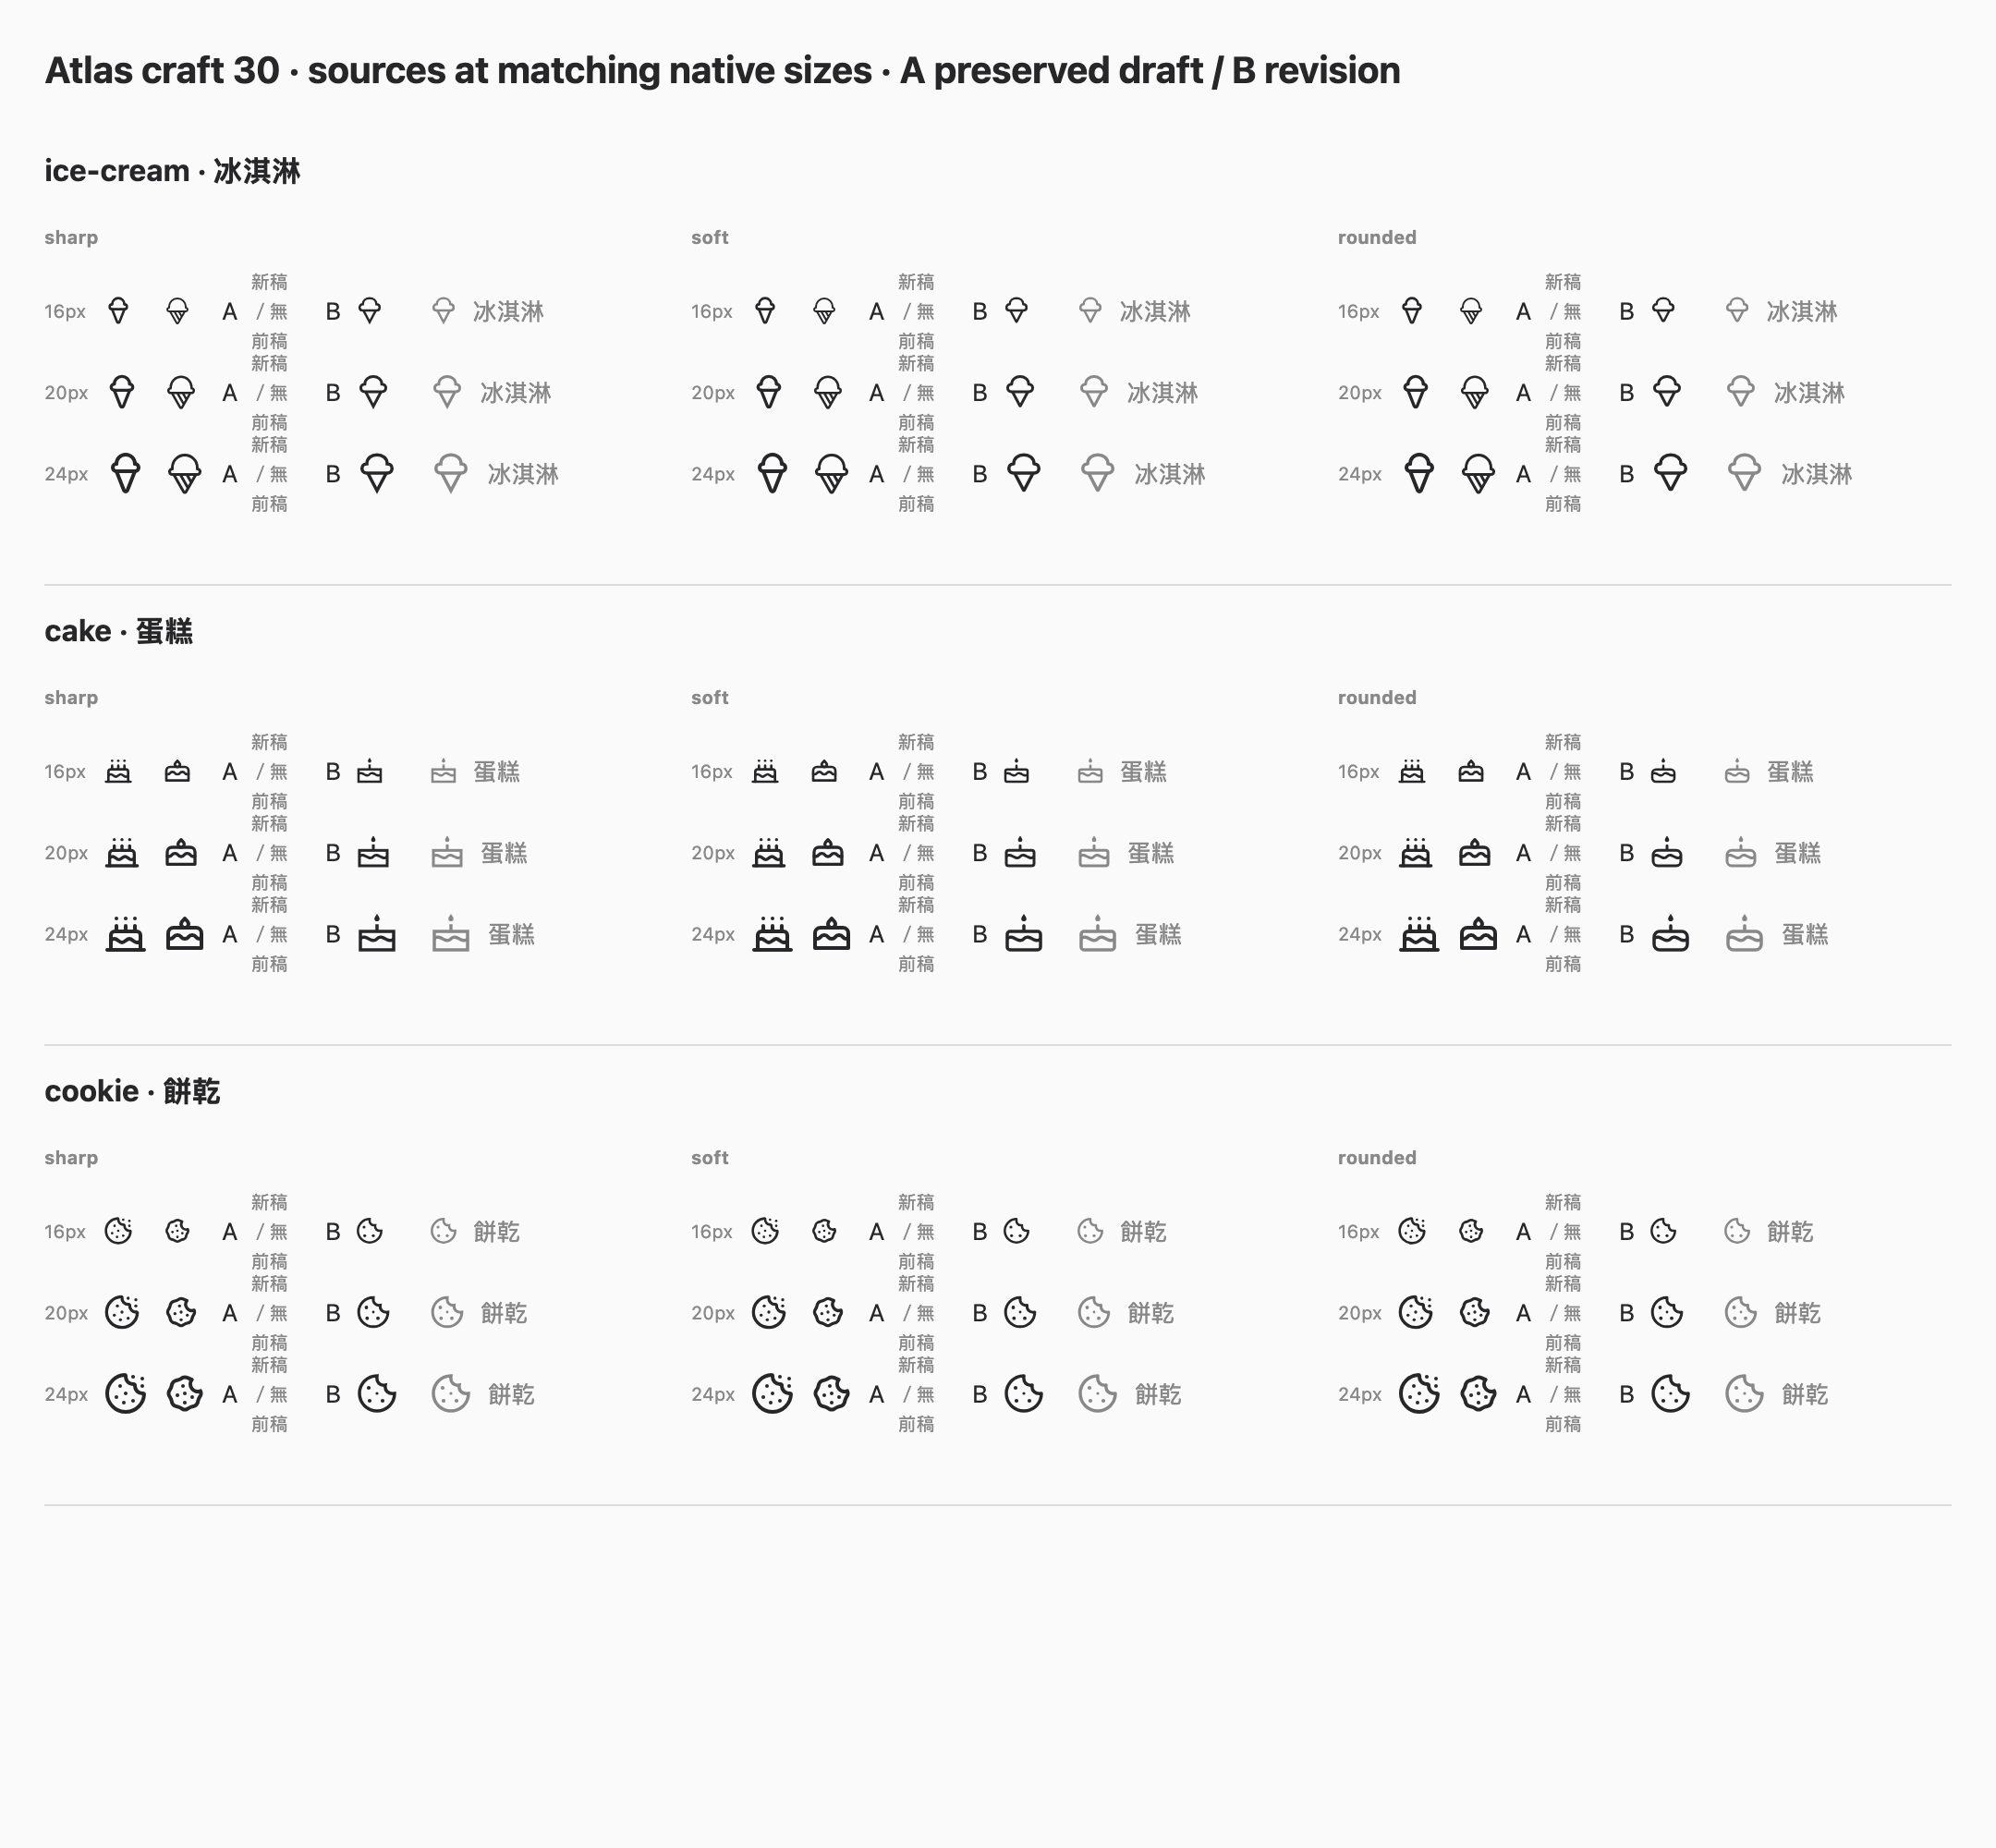 Atlas craft 30 · sources at matching native sizes · A preserved draft / B revision
ice-cream · 冰淇淋
sharp
16px A 新稿 / 無前稿 B 冰淇淋
20px A 新稿 / 無前稿 B 冰淇淋
24px A 新稿 / 無前稿 B 冰淇淋
soft
16px A 新稿 / 無前稿 B 冰淇淋
20px A 新稿 / 無前稿 B 冰淇淋
24px A 新稿 / 無前稿 B 冰淇淋
rounded
16px A 新稿 / 無前稿 B 冰淇淋
20px A 新稿 / 無前稿 B 冰淇淋
24px A 新稿 / 無前稿 B 冰淇淋
cake · 蛋糕
sharp
16px A 新稿 / 無前稿 B 蛋糕
20px A 新稿 / 無前稿 B 蛋糕
24px A 新稿 / 無前稿 B 蛋糕
soft
16px A 新稿 / 無前稿 B 蛋糕
20px A 新稿 / 無前稿 B 蛋糕
24px A 新稿 / 無前稿 B 蛋糕
rounded
16px A 新稿 / 無前稿 B 蛋糕
20px A 新稿 / 無前稿 B 蛋糕
24px A 新稿 / 無前稿 B 蛋糕
cookie · 餅乾
sharp
16px A 新稿 / 無前稿 B 餅乾
20px A 新稿 / 無前稿 B 餅乾
24px A 新稿 / 無前稿 B 餅乾
soft
16px A 新稿 / 無前稿 B 餅乾
20px A 新稿 / 無前稿 B 餅乾
24px A 新稿 / 無前稿 B 餅乾
rounded
16px A 新稿 / 無前稿 B 餅乾
20px A 新稿 / 無前稿 B 餅乾
24px A 新稿 / 無前稿 B 餅乾